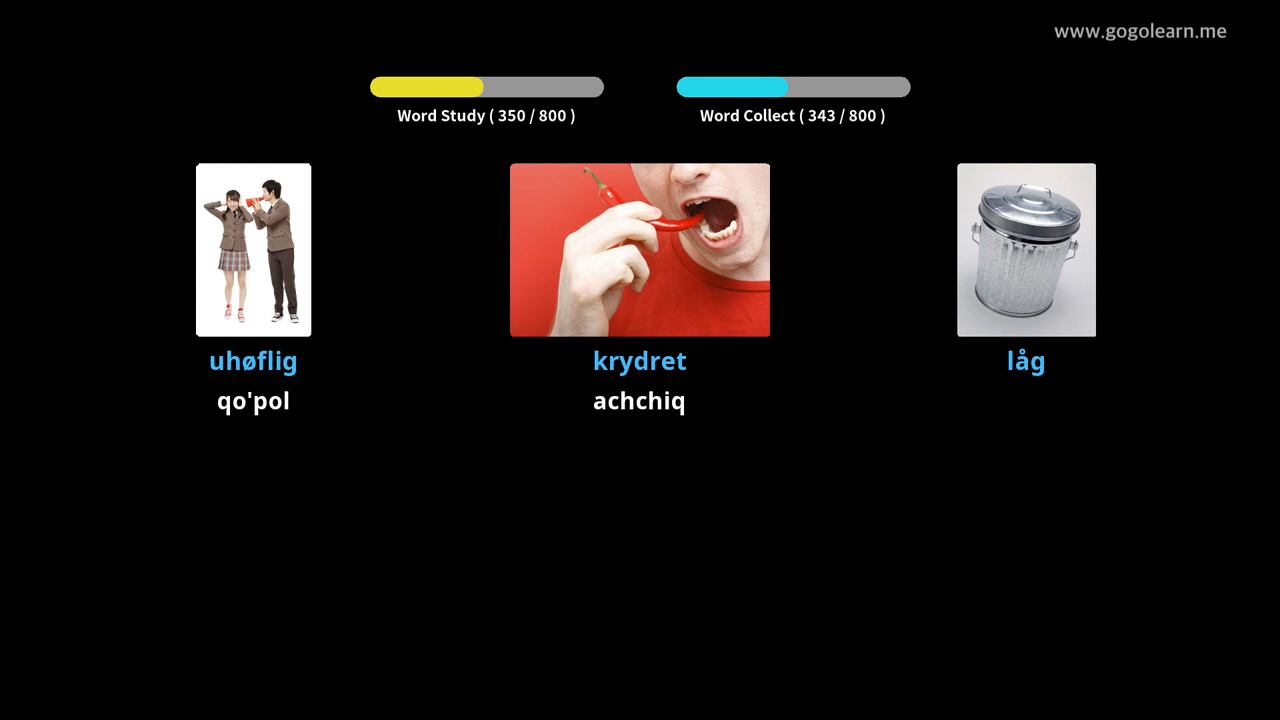 www.gogolearn.me
Word Study ( 350 / 800 )
Word Collect ( 343 / 800 )
uhøflig
krydret
låg
qo'pol
achchiq